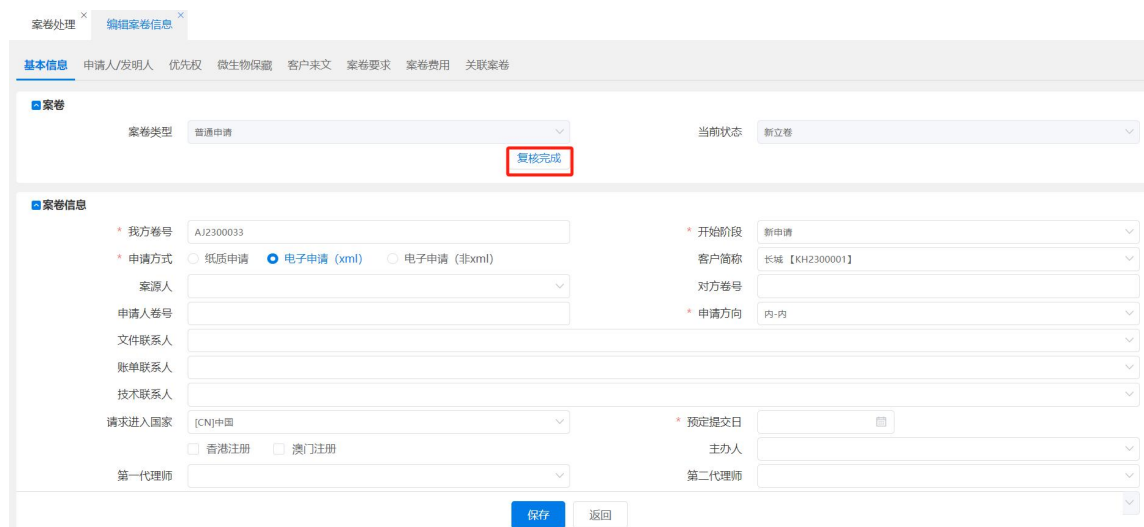 案卷处理 × 编辑案卷信息 ×
基本信息 申请人/发明人 优先权 微生物保藏 客户来文 案卷要求 案卷费用 关联案卷
案卷
案卷类型 普通申请 当前状态 新立卷
复核完成
案卷信息
* 我方卷号 AJ2300033 * 开始阶段 新申请
* 申请方式 纸质申请 电子申请（xml） 电子申请（非xml） 客户简称 长城【KH2300001】
案源人 对方卷号
申请人卷号 * 申请方向 内-内
文件联系人
账单联系人
技术联系人
请求进入国家 [CN]中国 * 预定提交日
香港注册 澳门注册 主办人
第一代理师 第二代理师
保存 返回